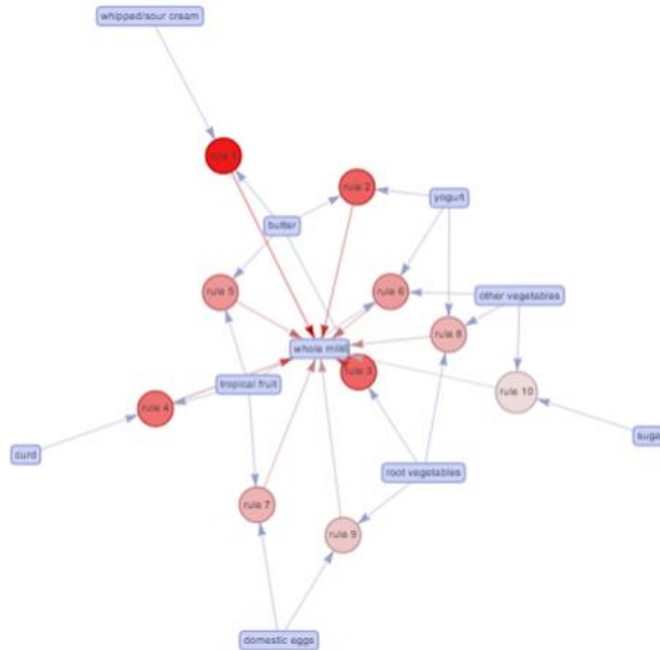 whipped/sour cream
rule 1
rule 2
yogurt
butter
rule 5
rule 6
other vegetables
rule 8
whole milk
rule 3
tropical fruit
rule 4
rule 10
curd
suga
root vegetables
rule 7
rule 9
domestic eggs